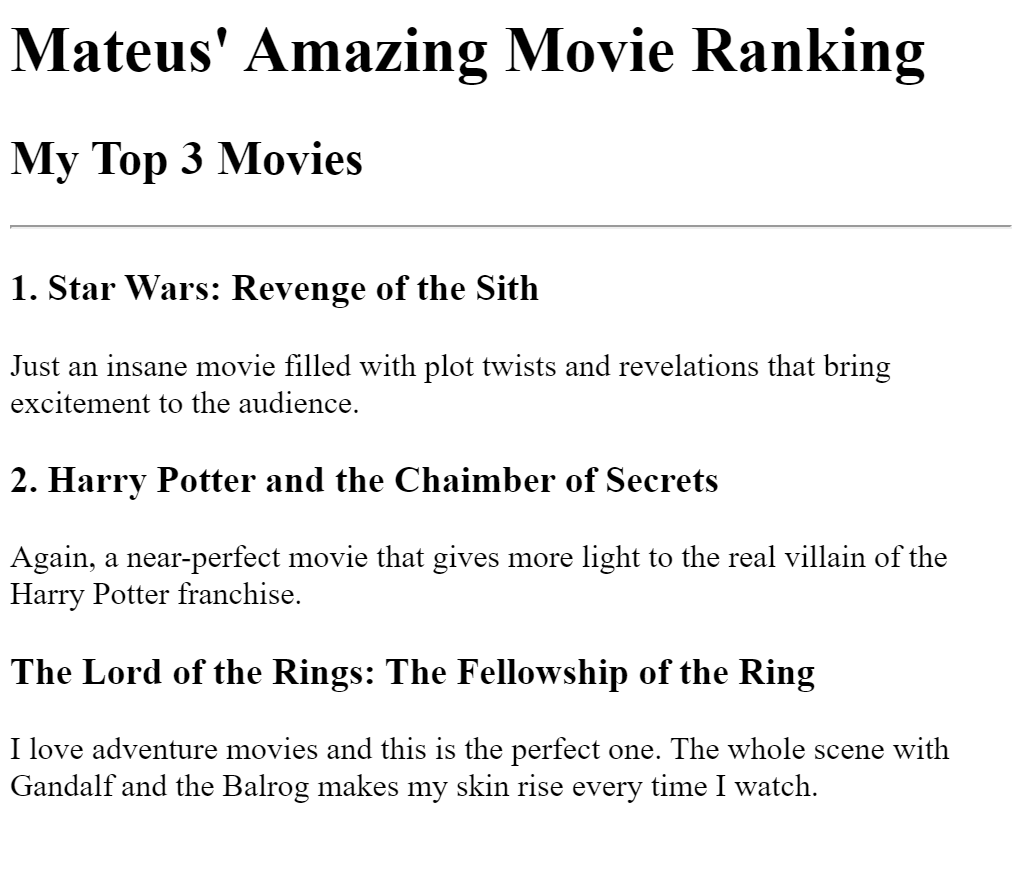 Mateus' Amazing Movie Ranking
My Top 3 Movies
1. Star Wars: Revenge of the Sith
Just an insane movie filled with plot twists and revelations that bring
excitement to the audience.
2. Harry Potter and the Chaimber of Secrets
Again, a near-perfect movie that gives more light to the real villain of the
Harry Potter franchise.
The Lord of the Rings: The Fellowship of the Ring
I love adventure movies and this is the perfect one. The whole scene with
Gandalf and the Balrog makes my skin rise every time I watch.